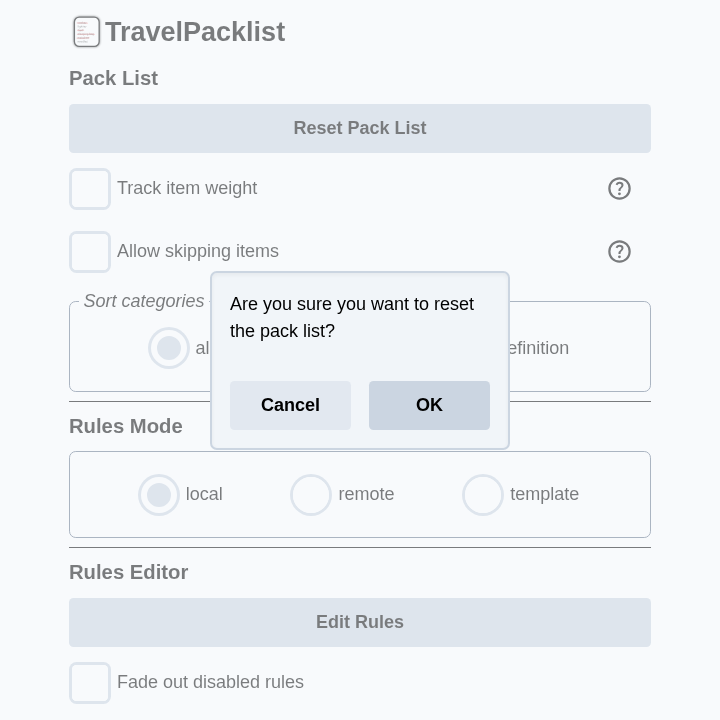 TravelPacklist
Pack List
Reset Pack List
Track item weight
Allow skipping items
Sort categories
Are you sure you want to reset
the pack list?
Cancel
OK
Rules Mode
local
remote
template
Rules Editor
Edit Rules
Fade out disabled rules